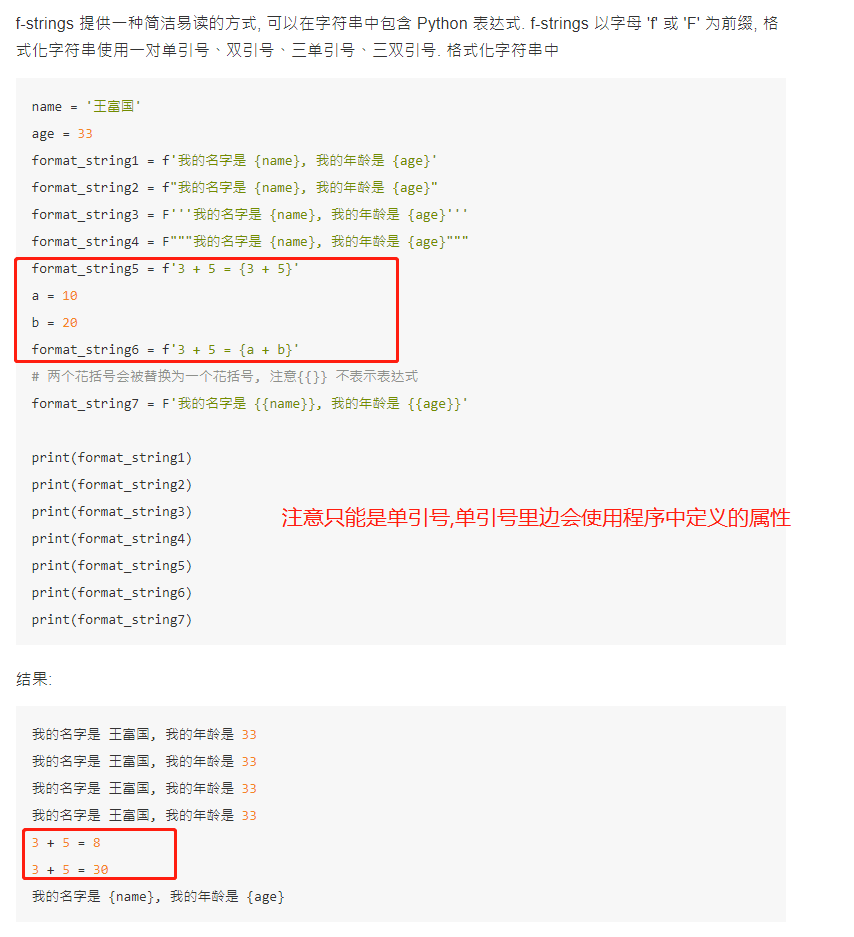 f-strings 提供一种简洁易读的方式, 可以在字符串中包含 Python 表达式. f-strings 以字母 'f' 或 'F' 为前缀, 格
式化字符串使用一对单引号、双引号、三单引号、三双引号. 格式化字符串中
name = '王富国'
age = 33
format_string1 = f'我的名字是 {name}, 我的年龄是 {age}'
format_string2 = f"我的名字是 {name}, 我的年龄是 {age}"
format_string3 = F'''我的名字是 {name}, 我的年龄是 {age}'''
format_string4 = F"""我的名字是 {name}, 我的年龄是 {age}"""
format_string5 = f'3 + 5 = {3 + 5}'
a = 10
b = 20
format_string6 = f'3 + 5 = {a + b}'
# 两个花括号会被替换为一个花括号, 注意{{}} 不表示表达式
format_string7 = F'我的名字是 {{name}}, 我的年龄是 {{age}}'
print(format_string1)
print(format_string2)
print(format_string3)
注意只能是单引号,单引号里边会使用程序中定义的属性
print(format_string4)
print(format_string5)
print(format_string6)
print(format_string7)
结果:
我的名字是 王富国, 我的年龄是 33
我的名字是 王富国, 我的年龄是 33
我的名字是 王富国, 我的年龄是 33
我的名字是 王富国, 我的年龄是 33
3 + 5 = 8
3 + 5 = 30
我的名字是 {name}, 我的年龄是 {age}